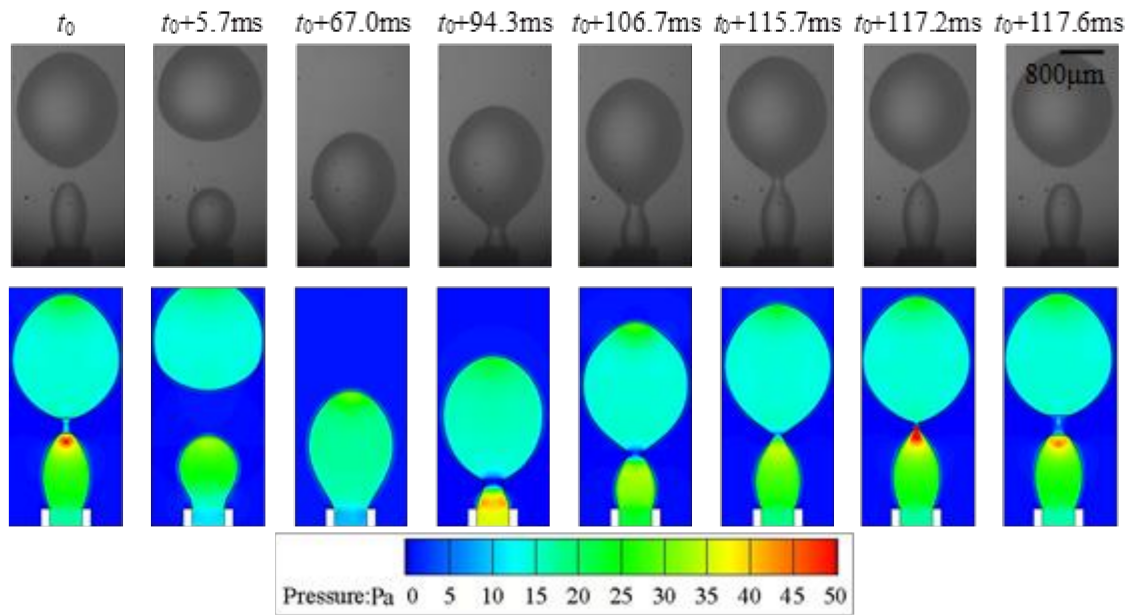 t0 t0+5.7ms t0+67.0ms t0+94.3ms t0+106.7ms t0+115.7ms t0+117.2ms t0+117.6ms
800μm
Pressure:Pa 0 5 10 15 20 25 30 35 40 45 50